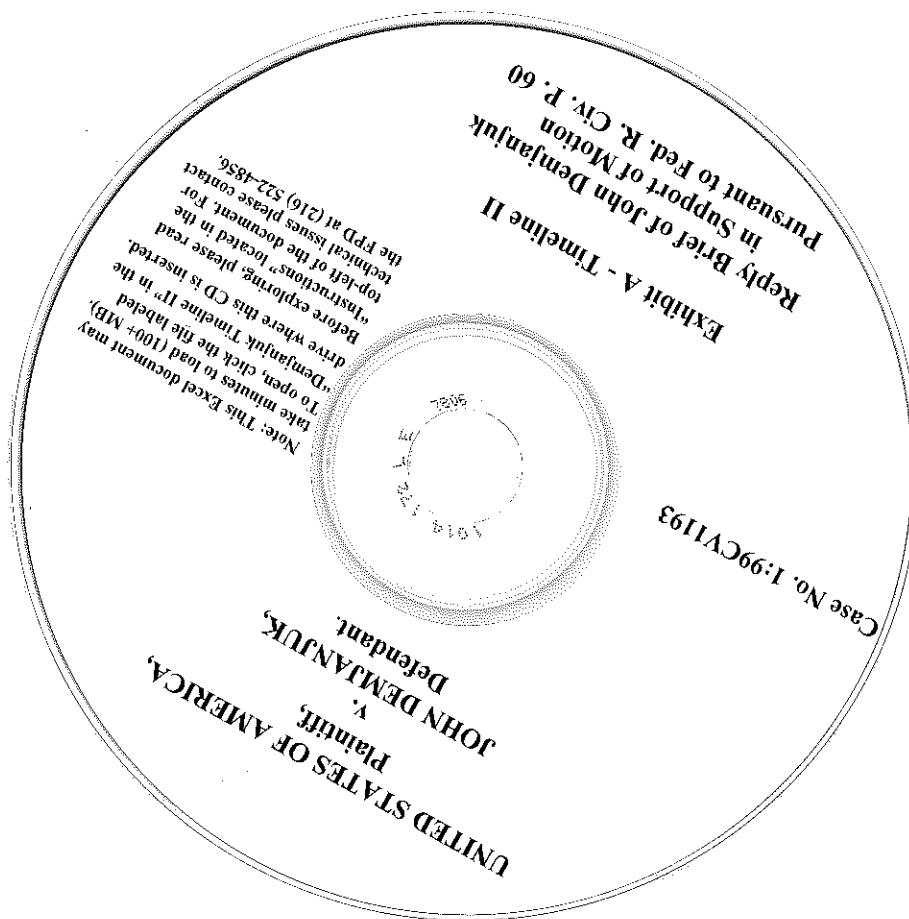 UNITED STATES OF AMERICA,
Plaintiff,
v.
JOHN DEMJANJUK,
Defendant.
Case No. 1:99CV1193
Note: This Excel document may
take minutes to load (100+ MB).
To open, click the file labeled
“Demjanjuk Timeline II” in the
drive where this CD is inserted.
Before exploring, please read
“Instructions” located in the
top-left of the document. For
technical issues please contact
the FPD at (216) 522-4856.
Exhibit A - Timeline II
Reply Brief of John Demjanjuk
in Support of Motion
Pursuant to Fed. R. Civ. P. 60